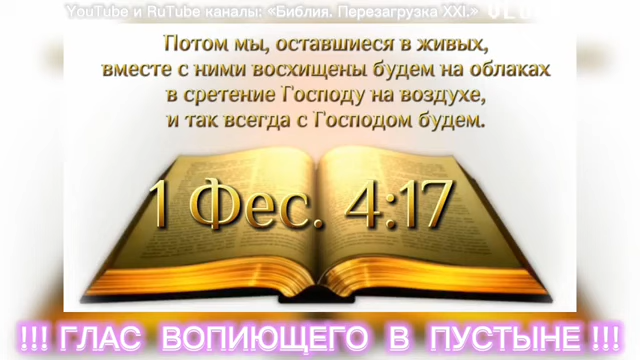 YouTube и RuTube каналы: «Библия. Перезагрузка XXI.»
Потом мы, оставшиеся в живых,
вместе с ними восхищены будем на облаках
в сретение Господу на воздухе,
и так всегда с Господом будем.
1 Фес. 4:17
!!! ГЛАС ВОПИЮЩЕГО В ПУСТЫНЕ !!!